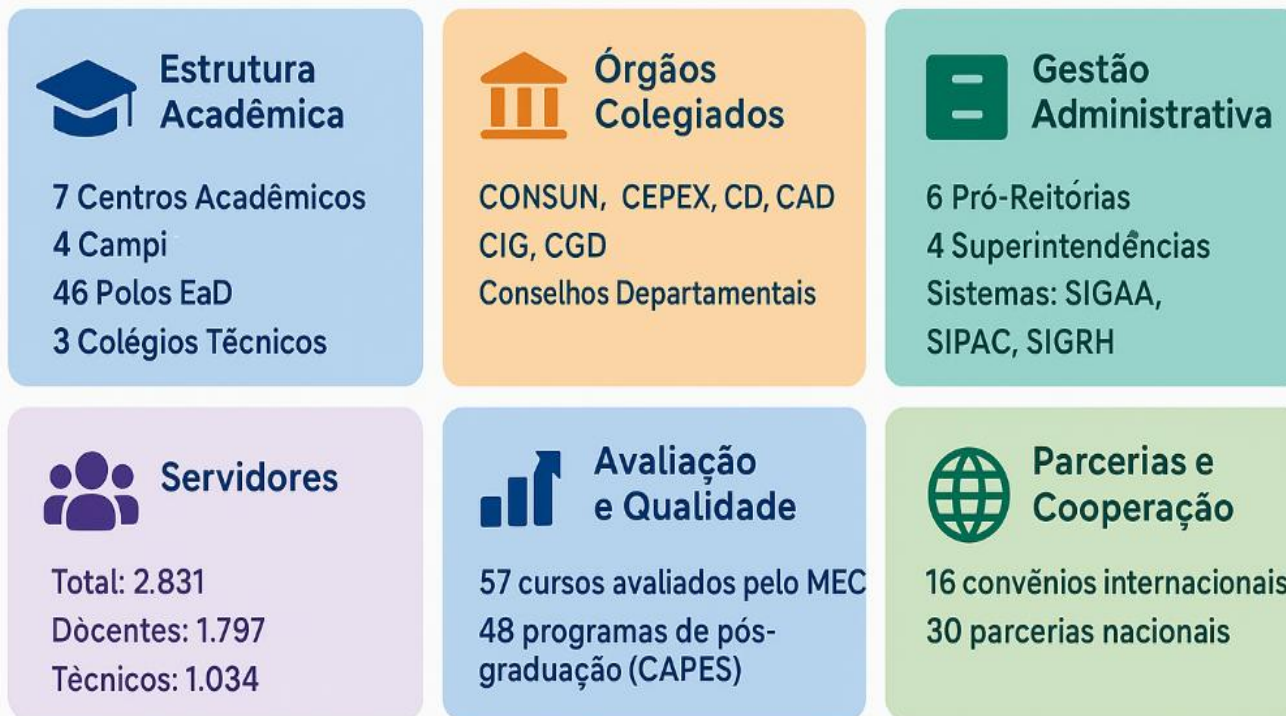 Estrutura
Acadêmica
7 Centros Acadêmicos
4 Campi
46 Polos EaD
3 Colégios Tẽcnicos
Órgãos
Colegiados
CONSUN, CEPEX, CD, CAD
CIG, CGD
Conselhos Departamentais
Gestão
Administrativa
6 Pró-Reitórias
4 Superintendências
Sistemas: SIGAA,
SIPAC, SIGRH
Servidores
Total: 2.831
Dòcentes: 1.797
Tècnicos: 1.034
Avaliação
e Qualidade
57 cursos avaliados pelo MEC
48 programas de pós-
graduação (CAPES)
Parcerias e
Cooperação
16 convẽnios internacionais
30 parcerias nacionais